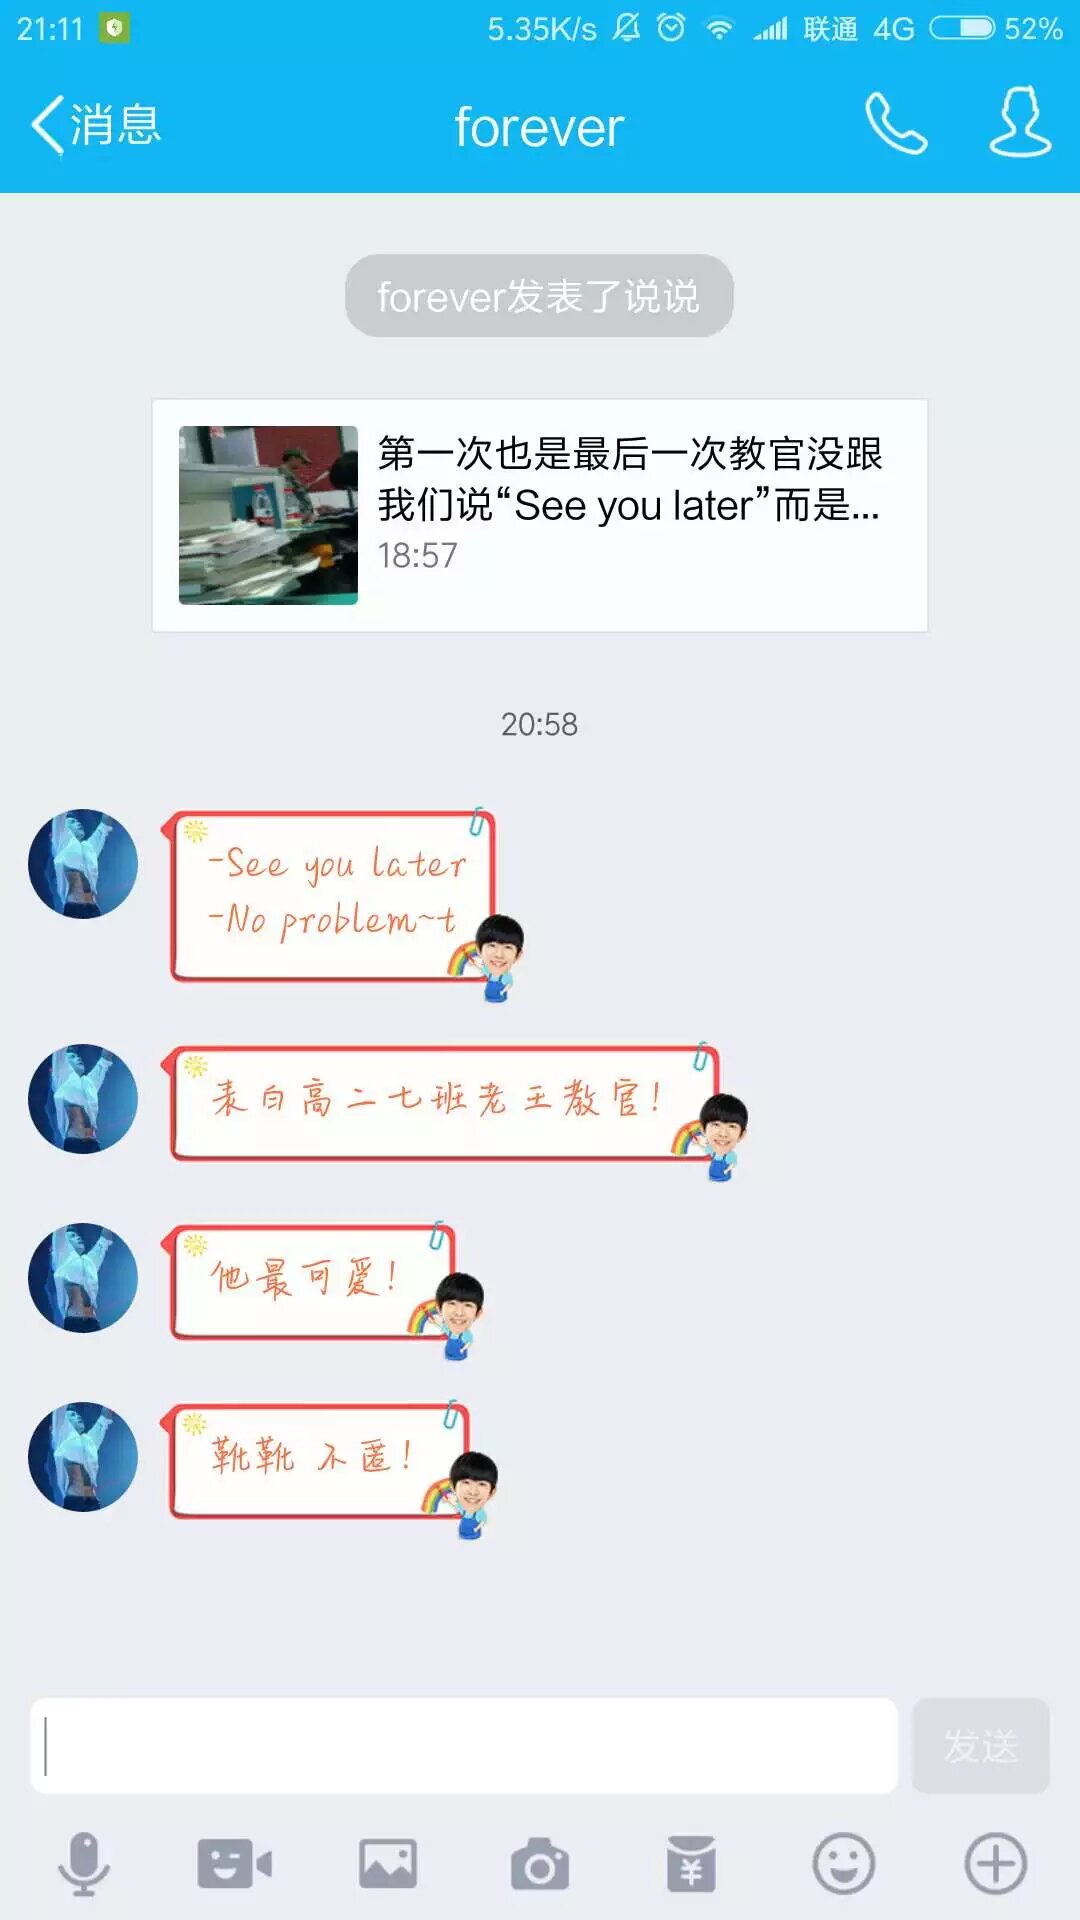 21:11 5.35K/s 联通 4G 52%
消息 forever
forever发表了说说
第一次也是最后一次教官没跟
我们说“See you later”而是...
18:57
20:58
-See you later
-No problem~t
表白高二七班老王教官!
他最可爱!
靴靴 不匿!
发送